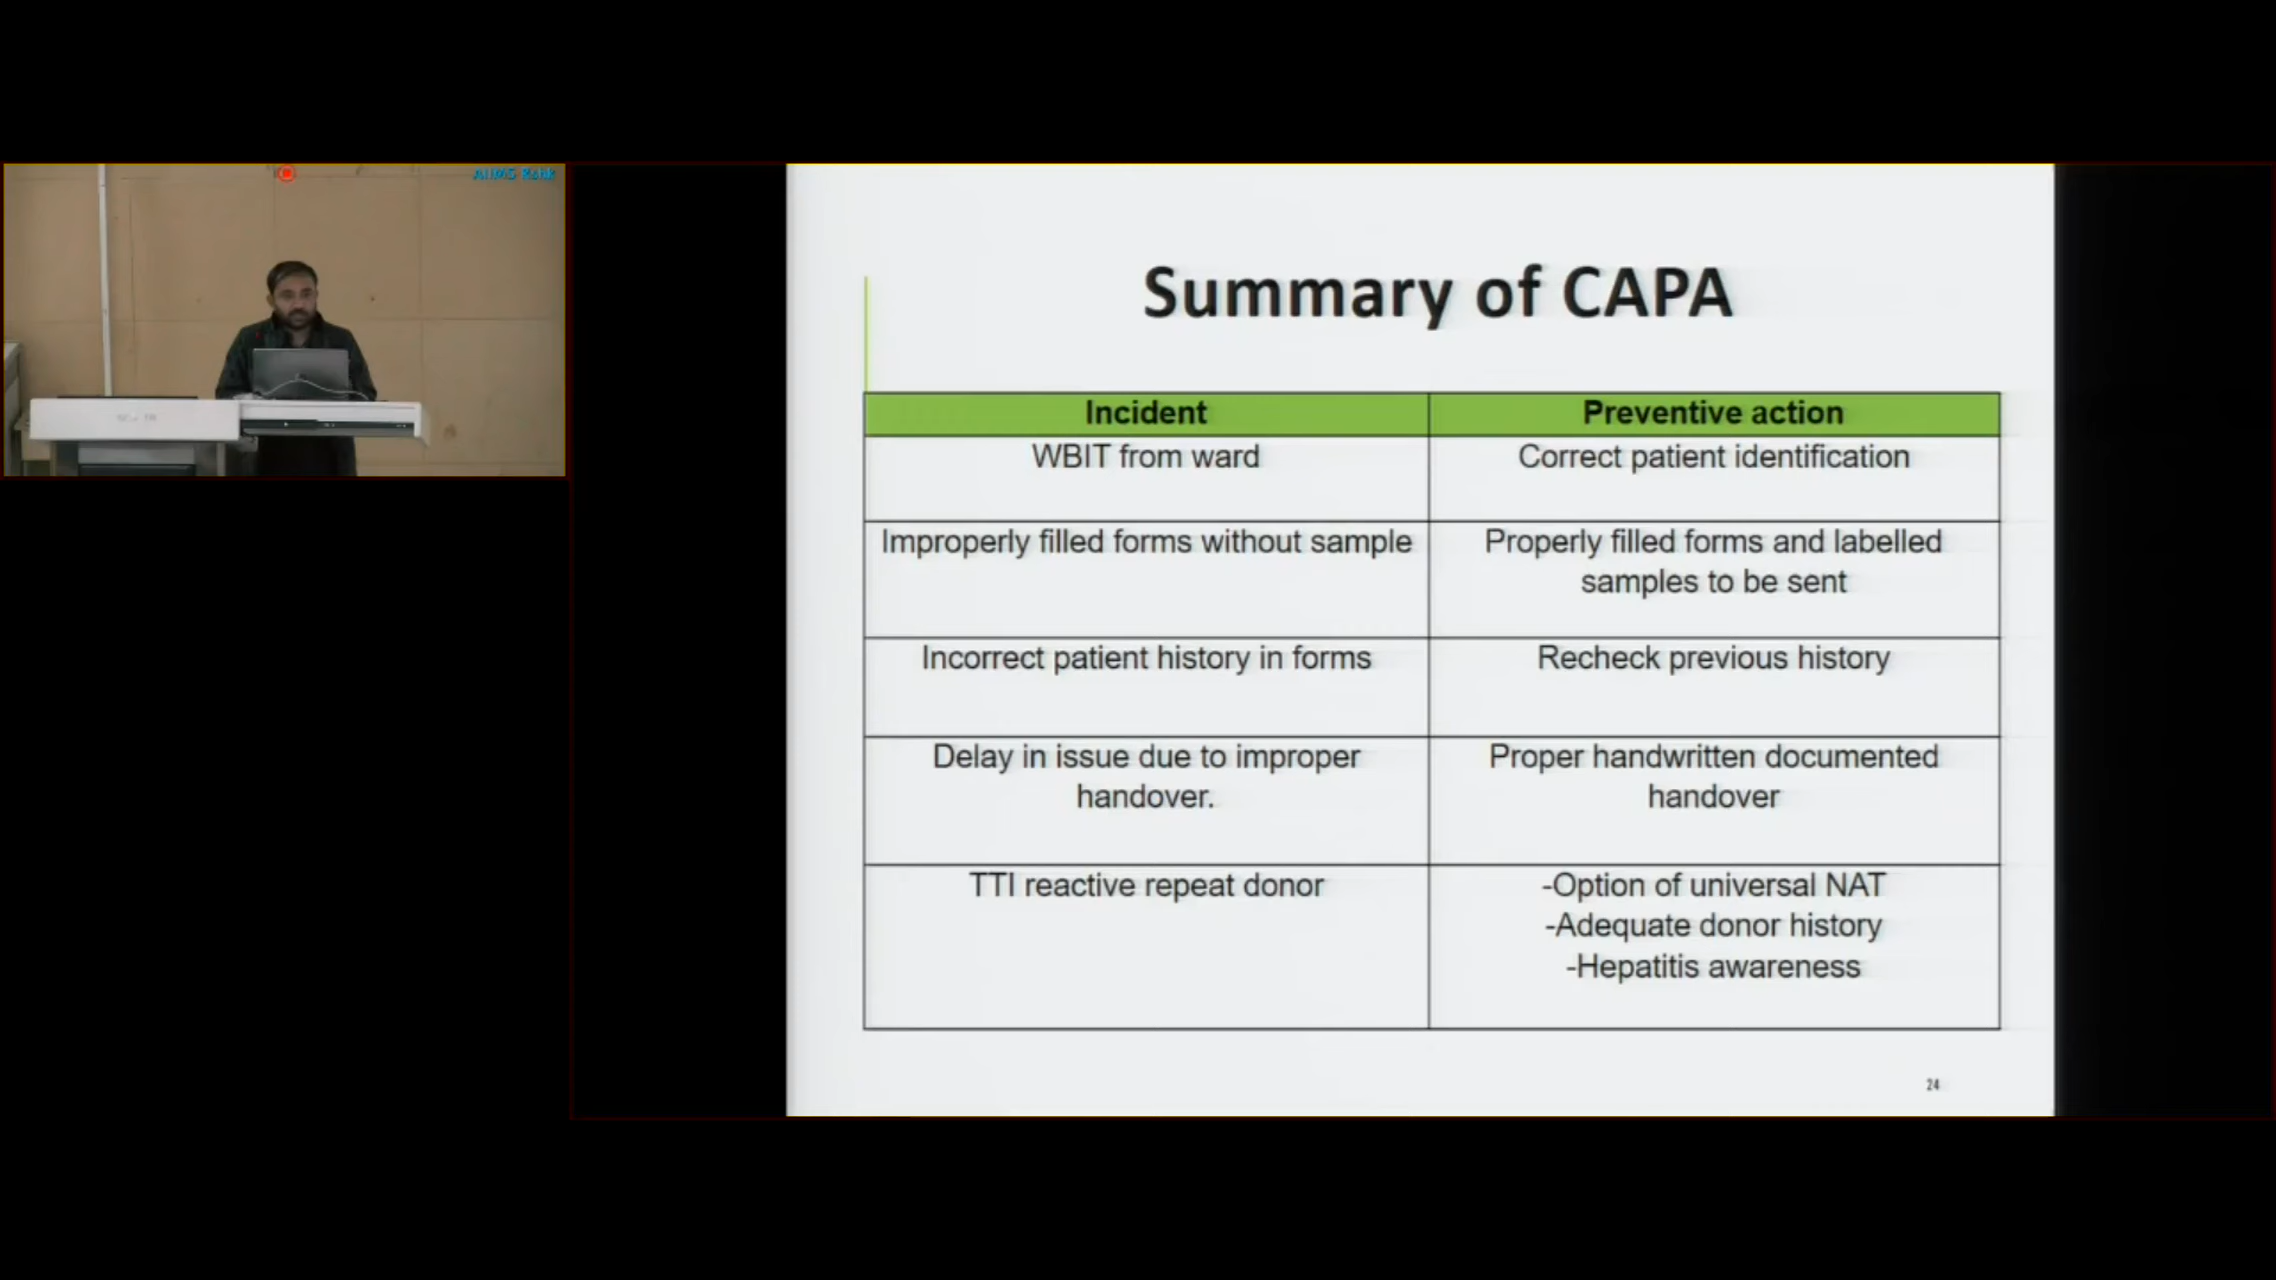 AIIMS Rshk
Summary of CAPA
Incident
Preventive action
WBIT from ward
Correct patient identification
Improperly filled forms without sample
Properly filled forms and labelled
samples to be sent
Incorrect patient history in forms
Recheck previous history
Delay in issue due to improper
handover.
Proper handwritten documented
handover
TTI reactive repeat donor
-Option of universal NAT
-Adequate donor history
-Hepatitis awareness
24